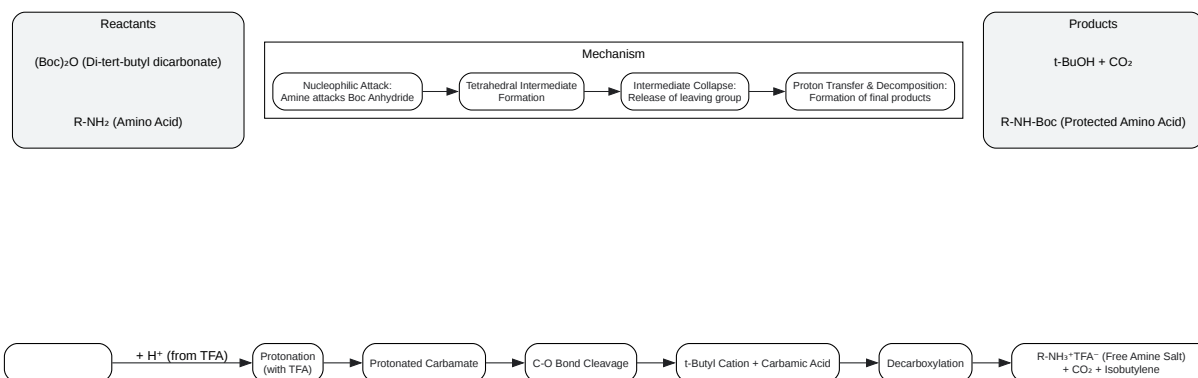 Reactants
(Boc)₂O (Di-tert-butyl dicarbonate)
R-NH₂ (Amino Acid)
Mechanism
Nucleophilic Attack:
Amine attacks Boc Anhydride
Tetrahedral Intermediate
Formation
Intermediate Collapse:
Release of leaving group
Proton Transfer & Decomposition:
Formation of final products
Products
t-BuOH + CO₂
R-NH-Boc (Protected Amino Acid)
+ H⁺ (from TFA)
Protonation
(with TFA)
Protonated Carbamate
C-O Bond Cleavage
t-Butyl Cation + Carbamic Acid
Decarboxylation
R-NH₃⁺TFA⁻ (Free Amine Salt)
+ CO₂ + Isobutylene